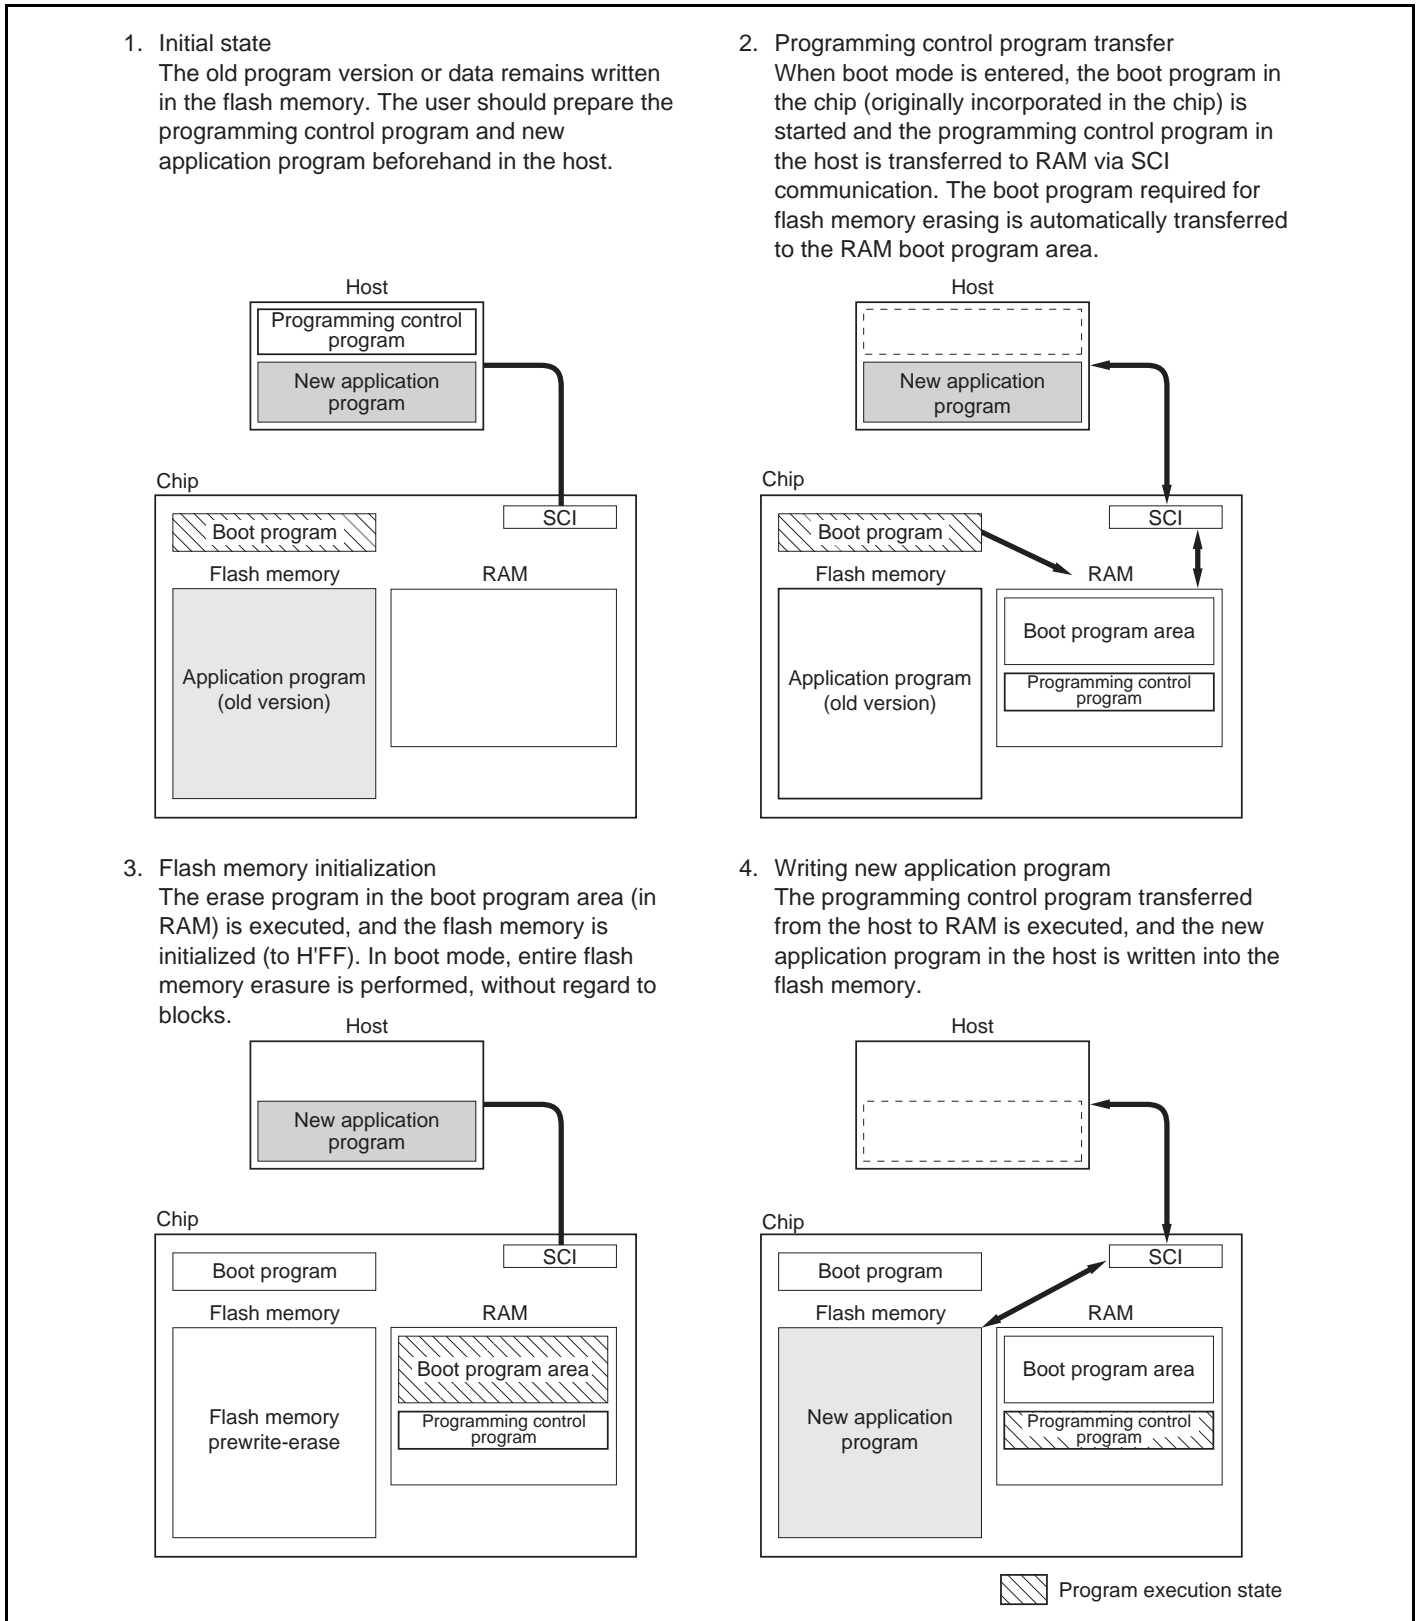 1. Initial state
The old program version or data remains written
in the flash memory. The user should prepare the
programming control program and new
application program beforehand in the host.
Host
Programming control
program
New application
program
Chip
Boot program
SCI
Flash memory
RAM
Application program
(old version)
2. Programming control program transfer
When boot mode is entered, the boot program in
the chip (originally incorporated in the chip) is
started and the programming control program in
the host is transferred to RAM via SCI
communication. The boot program required for
flash memory erasing is automatically transferred
to the RAM boot program area.
Host
New application
program
Chip
Boot program
SCI
Flash memory
RAM
Application program
(old version)
Boot program area
Programming control
program
3. Flash memory initialization
The erase program in the boot program area (in
RAM) is executed, and the flash memory is
initialized (to H'FF). In boot mode, entire flash
memory erasure is performed, without regard to
blocks.
Host
New application
program
Chip
Boot program
SCI
Flash memory
RAM
Flash memory
prewrite-erase
Boot program area
Programming control
program
4. Writing new application program
The programming control program transferred
from the host to RAM is executed, and the new
application program in the host is written into the
flash memory.
Host
Chip
Boot program
SCI
Flash memory
RAM
New application
program
Boot program area
Programming control
program
Program execution state